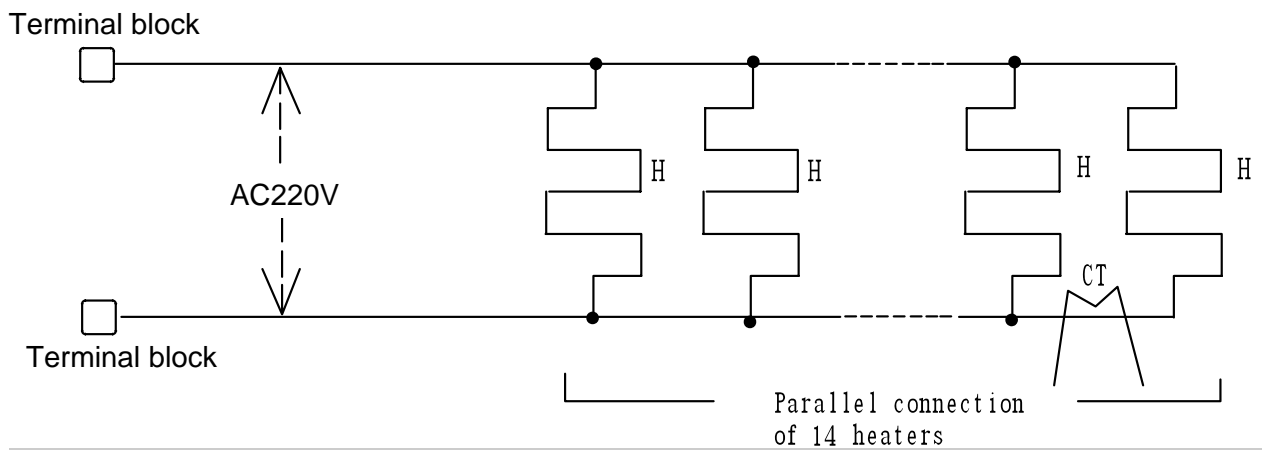 Terminal block
AC220V
H
H
H
H
CT
Terminal block
Parallel connection
of 14 heaters